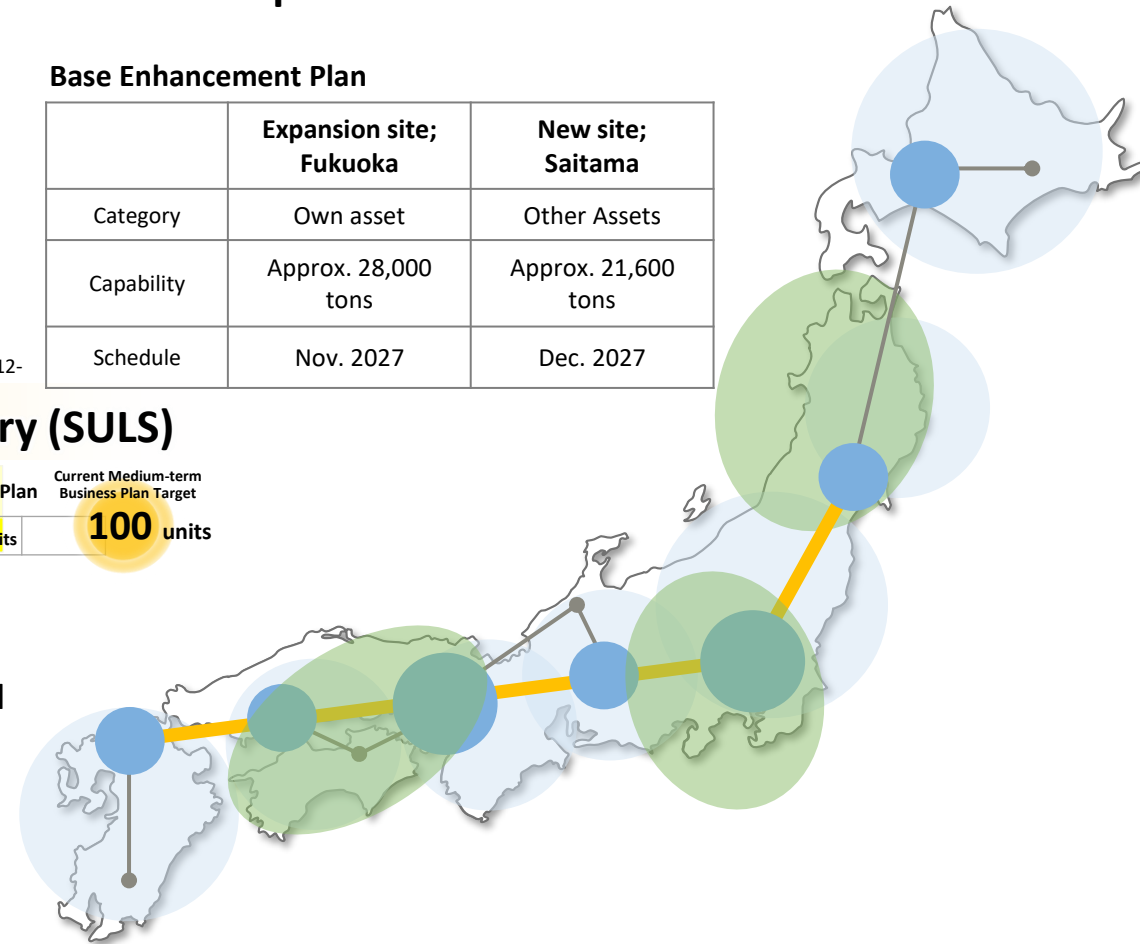 Base Enhancement Plan
Expansion site;
Fukuoka
New site;
Saitama
Category
Own asset
Other Assets
Capability
Approx. 28,000
tons
Approx. 21,600
tons
Schedule
Nov. 2027
Dec. 2027
12-
ry (SULS)
Plan
Current Medium-term
Business Plan Target
its
100 units